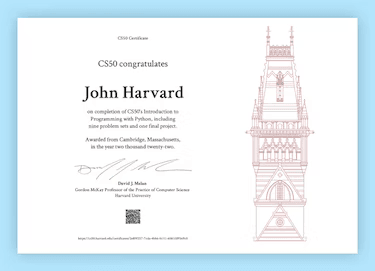 CS50 Certificate
CS50 congratulates
John Harvard
on completion of CS50's Introduction to
Programming with Python, including
nine problem sets and one final project.
Awarded from Cambridge, Massachusetts,
in the year two thousand twenty-two.
David J. Malan
Gordon McKay Professor of the Practice of Computer Science
Harvard University